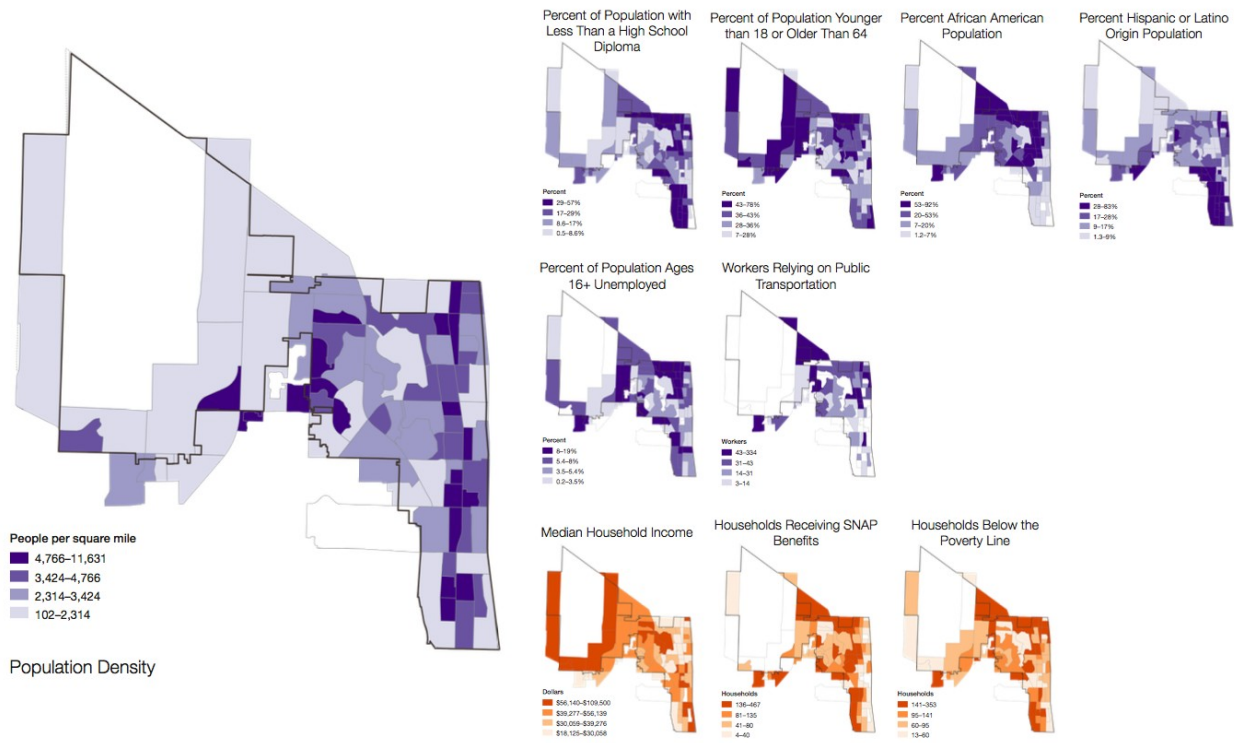 Percent of Population with
Less Than a High School
Diploma
Percent
29–57%
17–29%
8.6–17%
0.5–8.6%
Percent of Population Younger
than 18 or Older Than 64
Percent
43–78%
36–43%
28–36%
7–28%
Percent African American
Population
Percent
53–92%
20–53%
7–20%
1.2–7%
Percent Hispanic or Latino
Origin Population
Percent
28–83%
17–28%
9–17%
1.3–9%
Percent of Population Ages
16+ Unemployed
Percent
8–19%
5.4–8%
3.5–5.4%
0.2–3.5%
Workers Relying on Public
Transportation
Workers
43–334
31–43
14–31
3–14
People per square mile
4,766–11,631
3,424–4,766
2,314–3,424
102–2,314
Population Density
Median Household Income
Dollars
$56,140–$109,500
$39,277–$56,139
$30,059–$39,276
$18,125–$30,058
Households Receiving SNAP
Benefits
Households
136–467
81–135
41–80
4–40
Households Below the
Poverty Line
Households
141–353
95–141
60–95
13–60